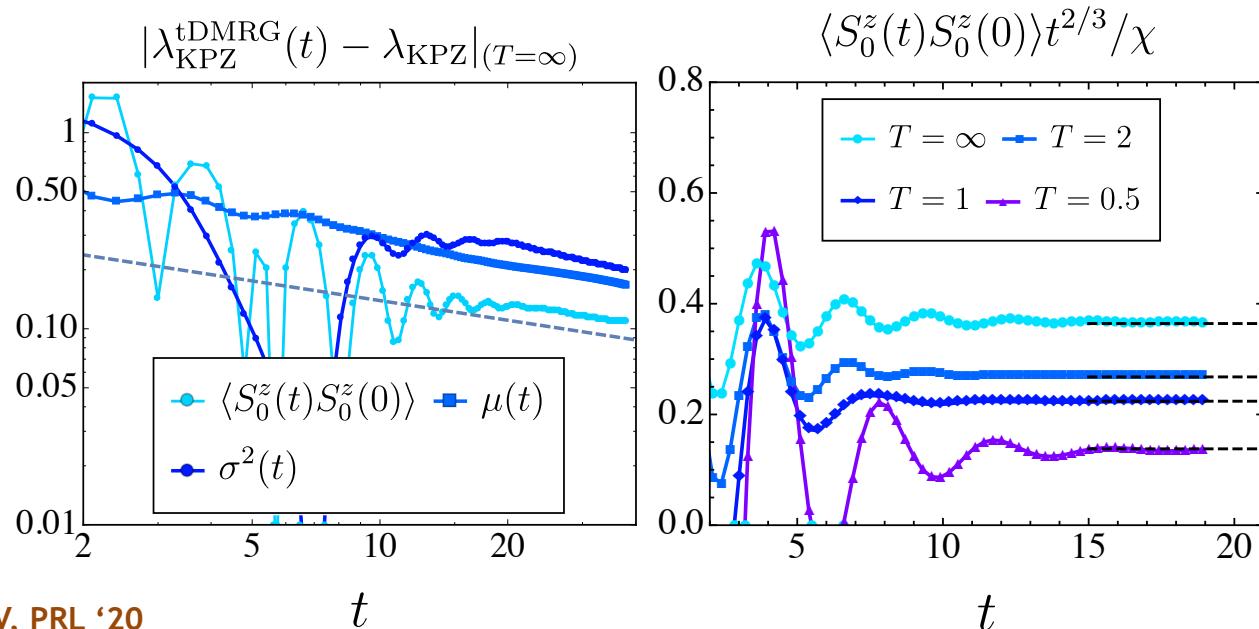 |λ_KPZ^tDMRG(t) − λ_KPZ|_(T=∞)
1
0.50
0.10
0.05
0.01
⟨S_0^z(t)S_0^z(0)⟩ μ(t)
σ²(t)
2 5 10 20
t
⟨S_0^z(t)S_0^z(0)⟩t^{2/3}/χ
0.8
0.6
0.4
0.2
0.0
T = ∞ T = 2
T = 1 T = 0.5
5 10 15 20
t
V. PRL ‘20